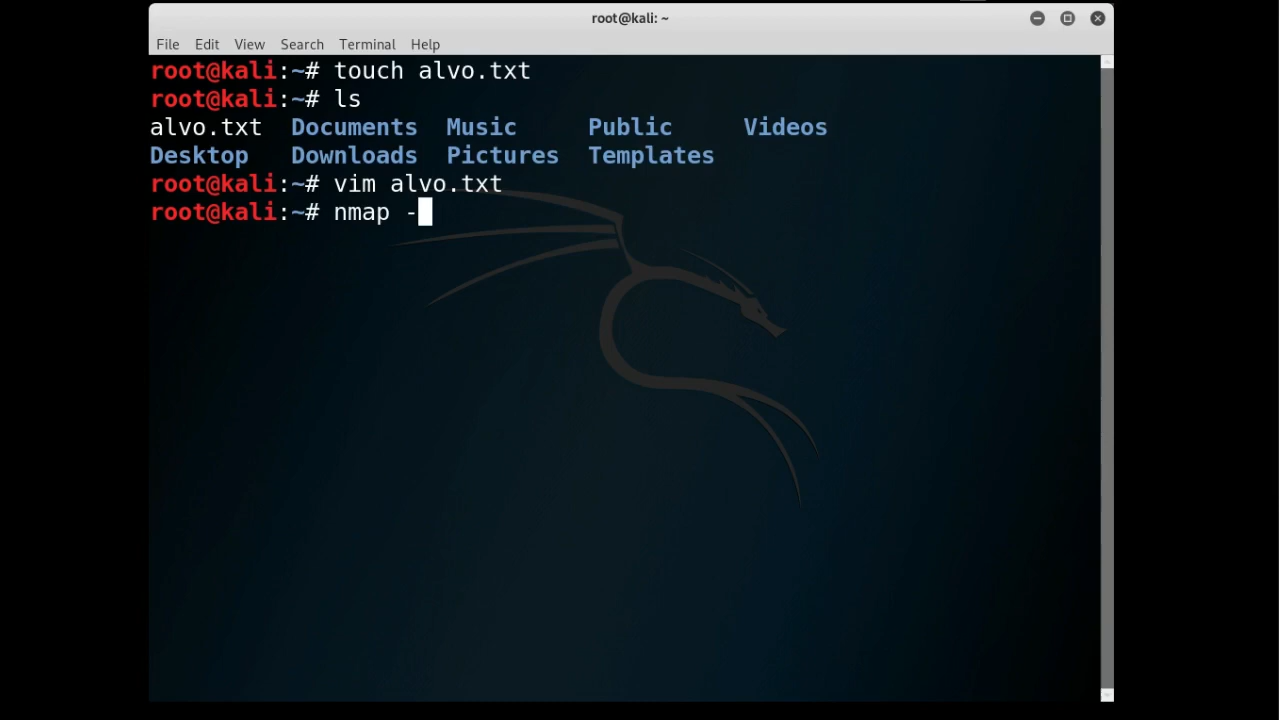 root@kali: ~
File Edit View Search Terminal Help
root@kali:~# touch alvo.txt
root@kali:~# ls
alvo.txt Documents Music Public Videos
Desktop Downloads Pictures Templates
root@kali:~# vim alvo.txt
root@kali:~# nmap -